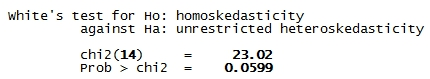 White's test for Ho: homoskedasticity
against Ha: unrestricted heteroskedasticity
chi2(14) = 23.02
Prob > chi2 = 0.0599